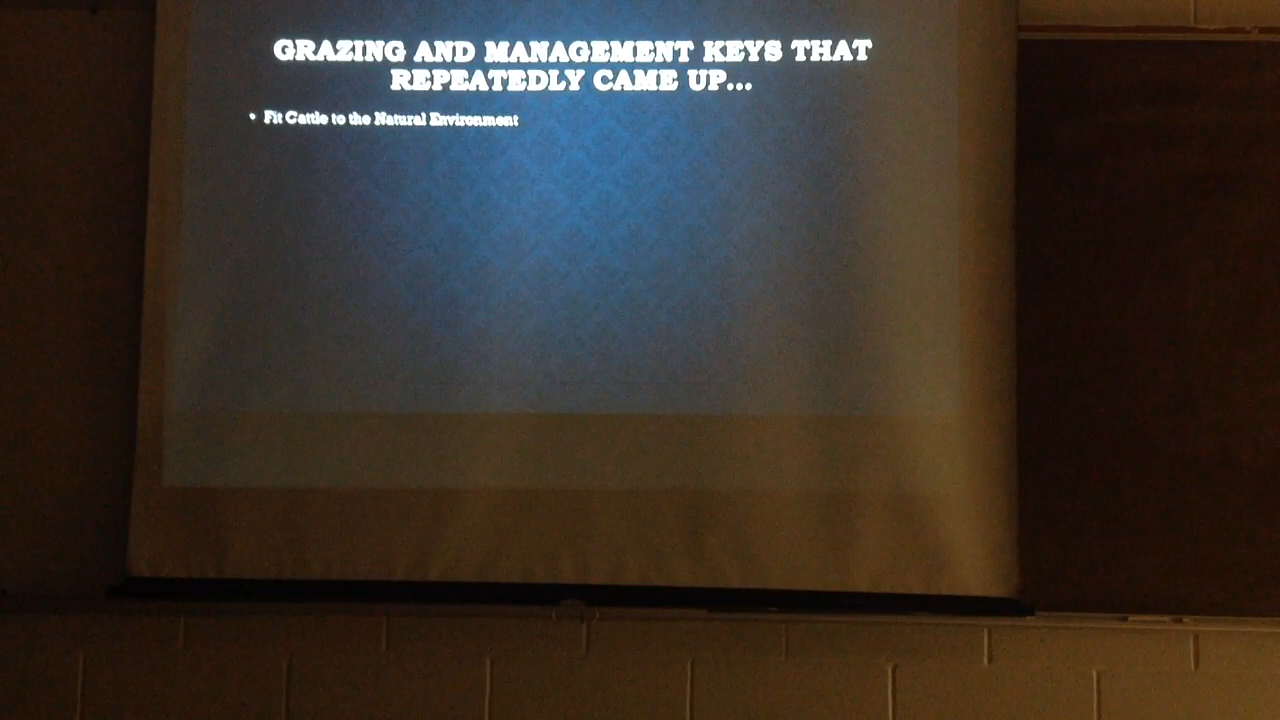 GRAZING AND MANAGEMENT KEYS THAT
REPEATEDLY CAME UP...
• Fit Cattle to the Natural Environment